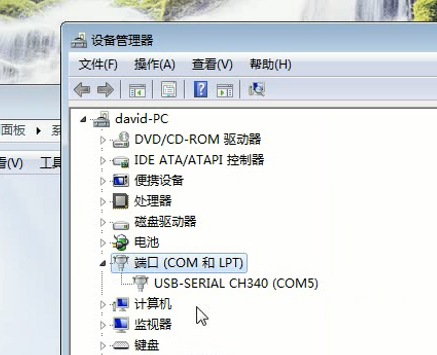 设备管理器
文件(F) 操作(A) 查看(V) 帮助(H)
david-PC
DVD/CD-ROM 驱动器
面板 ▸ 系
IDE ATA/ATAPI 控制器
看(V) 工具
便携设备
处理器
磁盘驱动器
电池
端口 (COM 和 LPT)
USB-SERIAL CH340 (COM5)
计算机
监视器
键盘